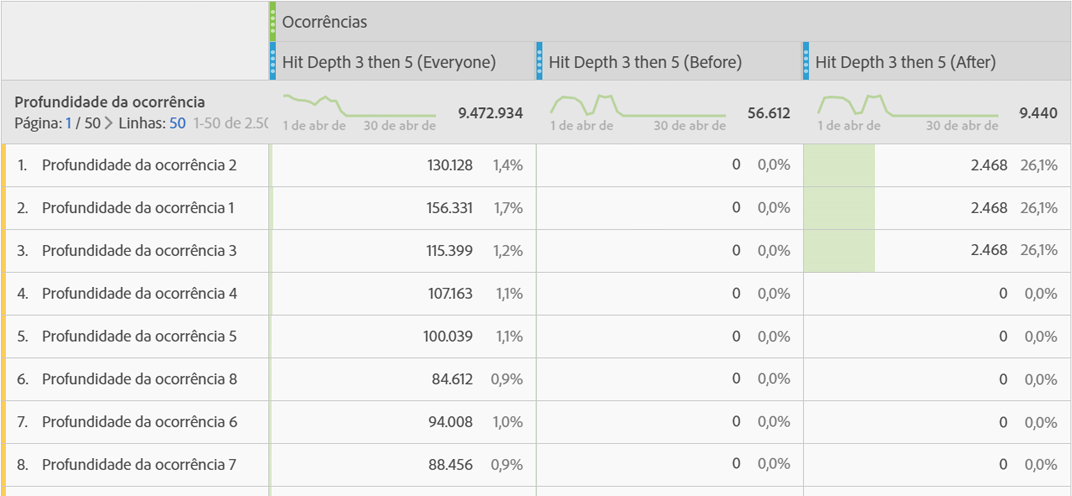 Ocorrências
Hit Depth 3 then 5 (Everyone) Hit Depth 3 then 5 (Before) Hit Depth 3 then 5 (After)
Profundidade da ocorrência
Página: 1 / 50 Linhas: 50 1-50 de 2.50
1 de abr de 30 de abr de 9.472.934 1 de abr de 30 de abr de 56.612 1 de abr de 30 de abr de 9.440
1. Profundidade da ocorrência 2 130.128 1,4% 0 0,0% 2.468 26,1%
2. Profundidade da ocorrência 1 156.331 1,7% 0 0,0% 2.468 26,1%
3. Profundidade da ocorrência 3 115.399 1,2% 0 0,0% 2.468 26,1%
4. Profundidade da ocorrência 4 107.163 1,1% 0 0,0% 0 0,0%
5. Profundidade da ocorrência 5 100.039 1,1% 0 0,0% 0 0,0%
6. Profundidade da ocorrência 8 84.612 0,9% 0 0,0% 0 0,0%
7. Profundidade da ocorrência 6 94.008 1,0% 0 0,0% 0 0,0%
8. Profundidade da ocorrência 7 88.456 0,9% 0 0,0% 0 0,0%